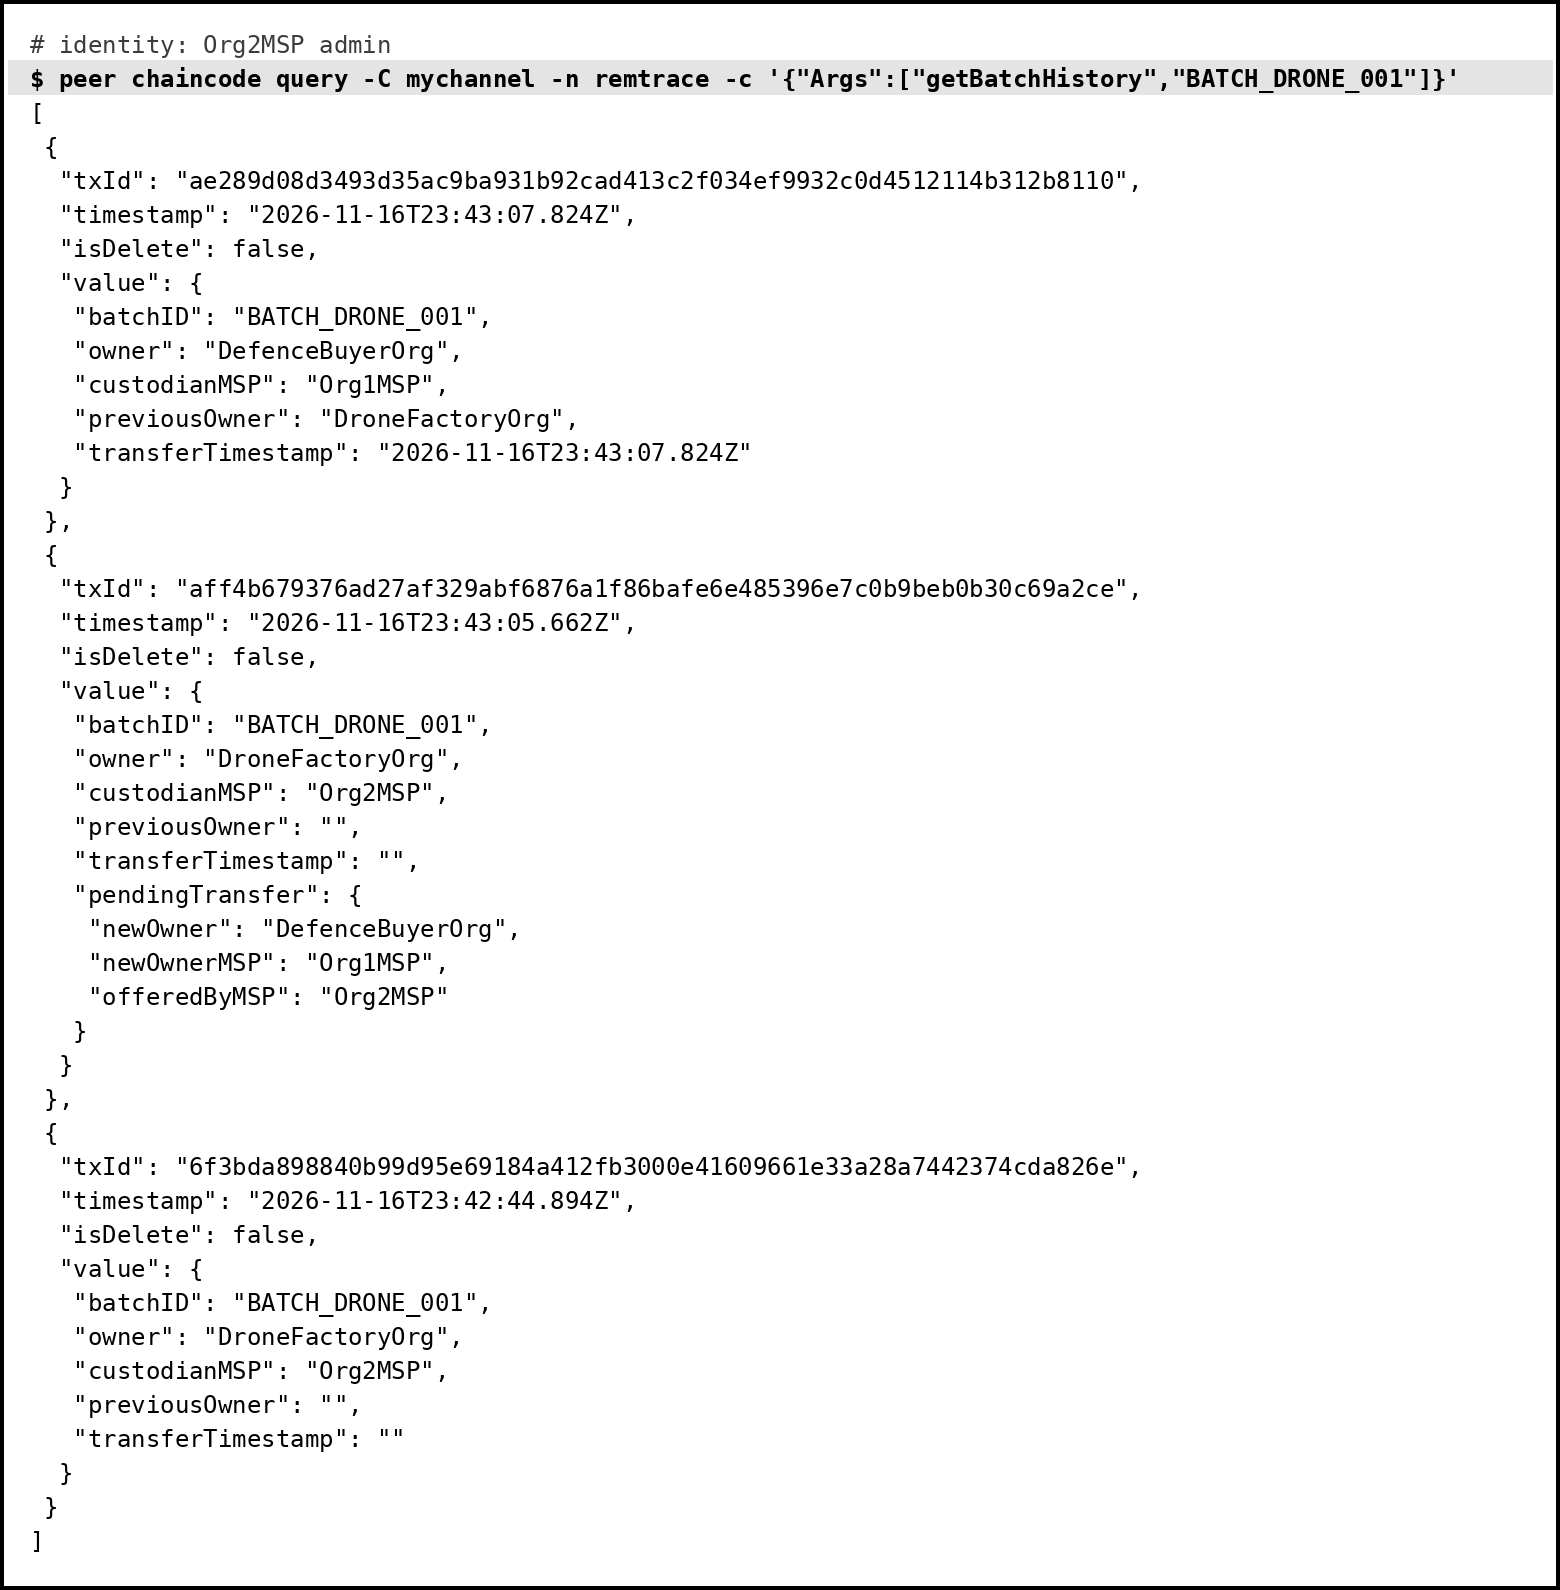 # identity: Org2MSP admin
$ peer chaincode query -C mychannel -n remtrace -c '{"Args":["getBatchHistory","BATCH_DRONE_001"]}'
[
 {
  "txId": "ae289d08d3493d35ac9ba931b92cad413c2f034ef9932c0d4512114b312b8110",
  "timestamp": "2026-11-16T23:43:07.824Z",
  "isDelete": false,
  "value": {
   "batchID": "BATCH_DRONE_001",
   "owner": "DefenceBuyerOrg",
   "custodianMSP": "Org1MSP",
   "previousOwner": "DroneFactoryOrg",
   "transferTimestamp": "2026-11-16T23:43:07.824Z"
  }
 },
 {
  "txId": "aff4b679376ad27af329abf6876a1f86bafe6e485396e7c0b9beb0b30c69a2ce",
  "timestamp": "2026-11-16T23:43:05.662Z",
  "isDelete": false,
  "value": {
   "batchID": "BATCH_DRONE_001",
   "owner": "DroneFactoryOrg",
   "custodianMSP": "Org2MSP",
   "previousOwner": "",
   "transferTimestamp": "",
   "pendingTransfer": {
    "newOwner": "DefenceBuyerOrg",
    "newOwnerMSP": "Org1MSP",
    "offeredByMSP": "Org2MSP"
   }
  }
 },
 {
  "txId": "6f3bda898840b99d95e69184a412fb3000e41609661e33a28a7442374cda826e",
  "timestamp": "2026-11-16T23:42:44.894Z",
  "isDelete": false,
  "value": {
   "batchID": "BATCH_DRONE_001",
   "owner": "DroneFactoryOrg",
   "custodianMSP": "Org2MSP",
   "previousOwner": "",
   "transferTimestamp": ""
  }
 }
]